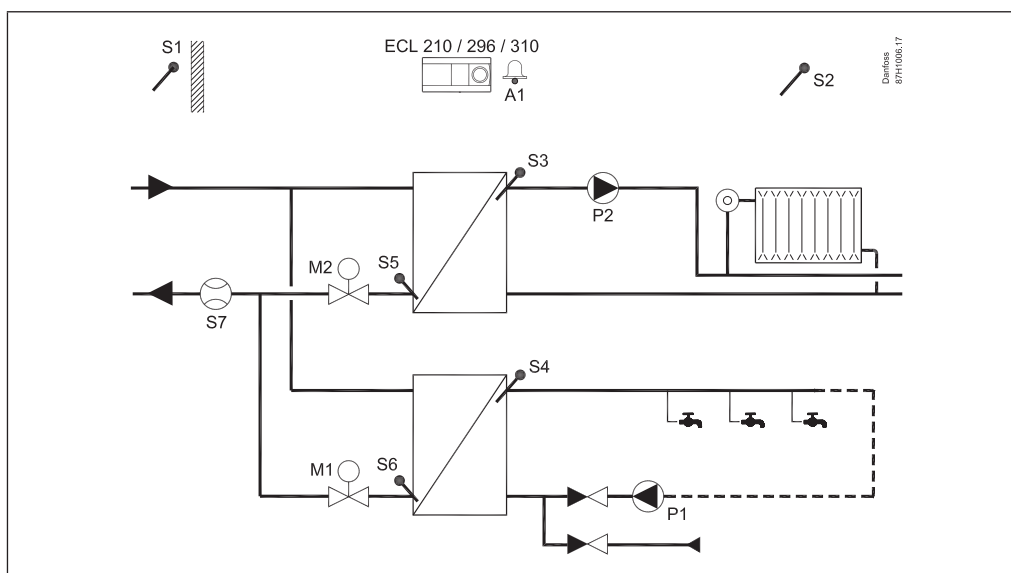 S1
ECL 210 / 296 / 310
A1
S2
Danfoss
87H1006.17
S3
P2
M2
S5
S7
S4
M1
S6
P1